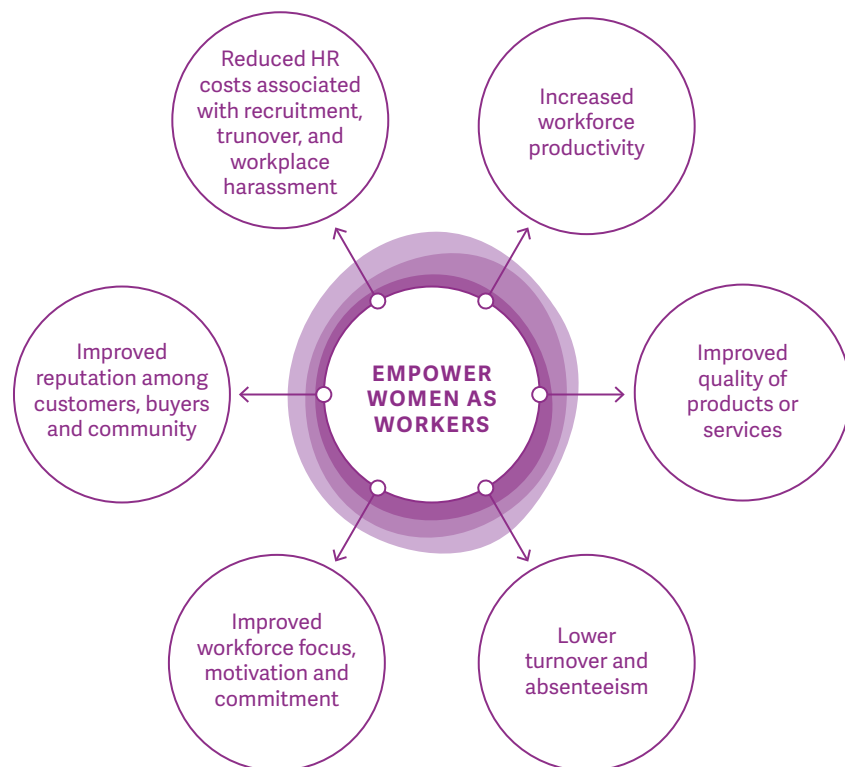 Reduced HR
costs associated
with recruitment,
trunover, and
workplace
harassment
Increased
workforce
productivity
Improved
reputation among
customers, buyers
and community
EMPOWER
WOMEN AS
WORKERS
Improved
quality of
products or
services
Improved
workforce focus,
motivation and
commitment
Lower
turnover and
absenteeism